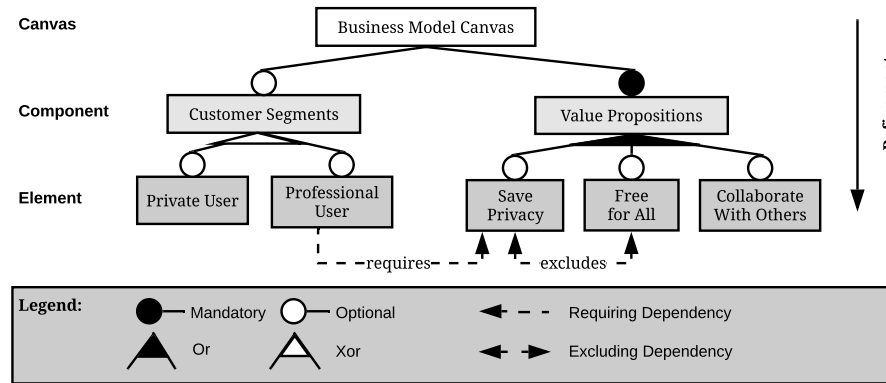 Canvas
Business Model Canvas
Component
Customer Segments
Value Propositions
Element
Private User
Professional
User
Save
Privacy
Free
for All
Collaborate
With Others
requires
excludes
Legend:
Mandatory
Optional
Requiring Dependency
Or
Xor
Excluding Dependency